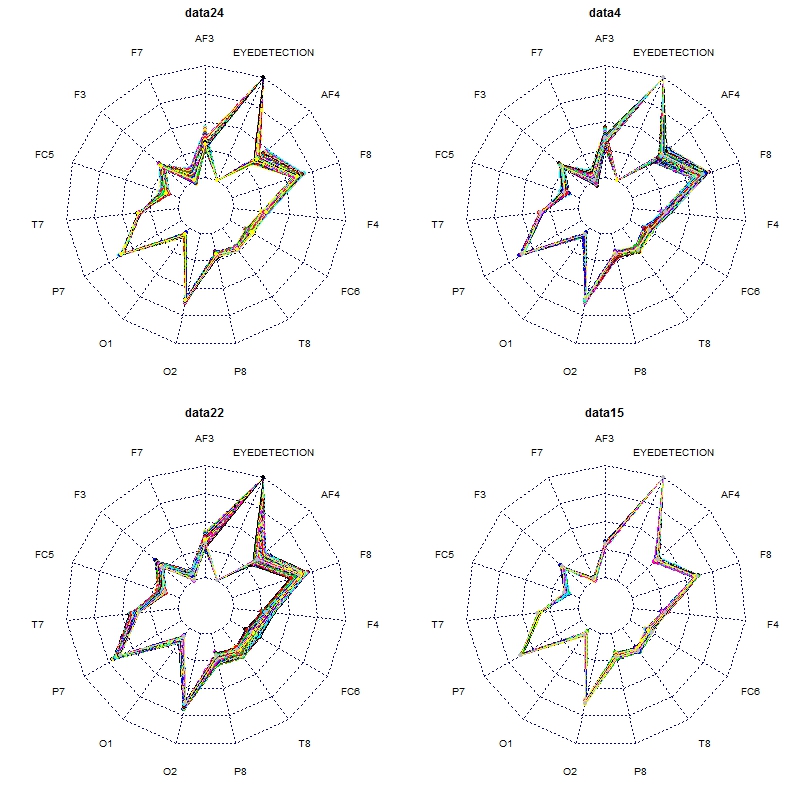 data24
AF3
F7
EYEDETECTION
F3
AF4
FC5
F8
T7
F4
P7
FC6
O1
T8
O2
P8
data4
AF3
F7
EYEDETECTION
F3
AF4
FC5
F8
T7
F4
P7
FC6
O1
T8
O2
P8
data22
AF3
F7
EYEDETECTION
F3
AF4
FC5
F8
T7
F4
P7
FC6
O1
T8
O2
P8
data15
AF3
F7
EYEDETECTION
F3
AF4
FC5
F8
T7
F4
P7
FC6
O1
T8
O2
P8